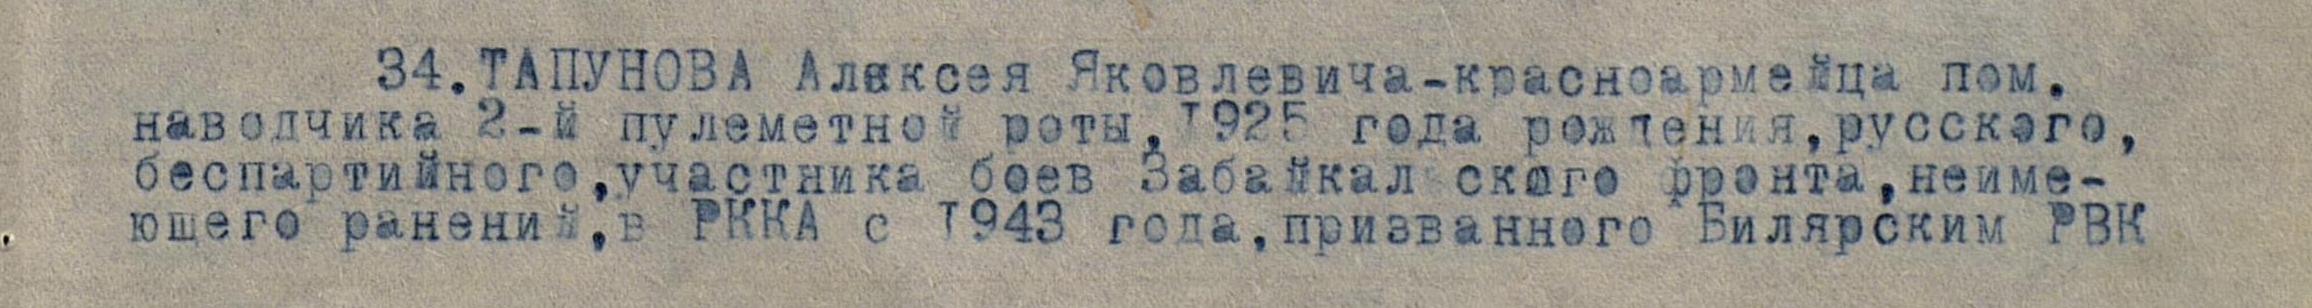 34.ТАПУНОВА Алексея Яковлевича-красноармейца пом.
наводчика 2-й пулеметной роты,1925 года рождения,русского,
беспартийного,участника боев Забайкальского фронта,неиме-
ющего ранений,в РККА с 1943 года,призванного Билярским РВК